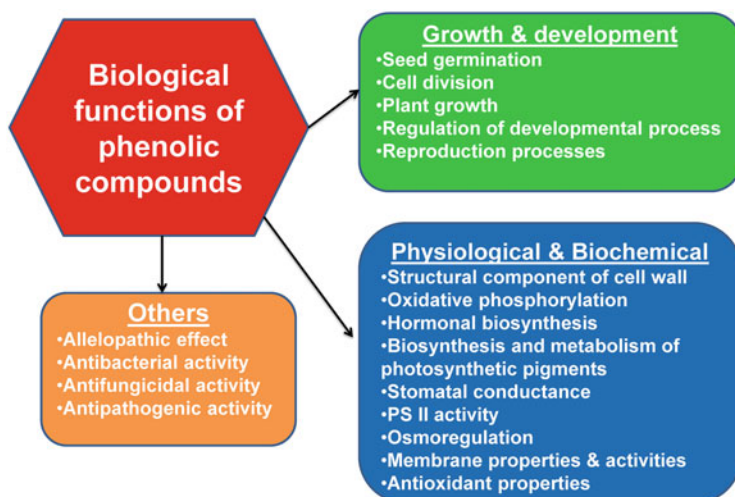 Biological
functions of
phenolic
compounds
Growth & development
•Seed germination
•Cell division
•Plant growth
•Regulation of developmental process
•Reproduction processes
Physiological & Biochemical
•Structural component of cell wall
•Oxidative phosphorylation
•Hormonal biosynthesis
•Biosynthesis and metabolism of
photosynthetic pigments
•Stomatal conductance
•PS II activity
•Osmoregulation
•Membrane properties & activities
•Antioxidant properties
Others
•Allelopathic effect
•Antibacterial activity
•Antifungicidal activity
•Antipathogenic activity